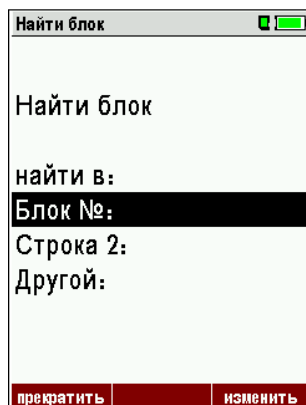 Найти блок
Найти блок
найти в:
Блок №:
Строка 2:
Другой:
прекратить изменить